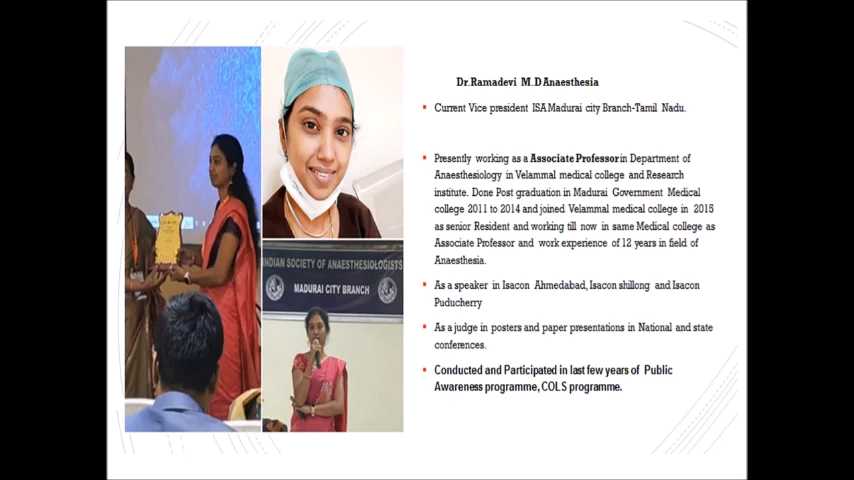 Dr.Ramadevi M.D Anaesthesia
Current Vice president ISA Madurai city Branch-Tamil Nadu.
Presently working as a Associate Professor in Department of
Anaesthesiology in Velammal medical college and Research
institute. Done Post graduation in Madurai Government Medical
college 2011 to 2014 and joined Velammal medical college in 2015
as senior Resident and working till now in same Medical college as
Associate Professor and work experience of 12 years in field of
Anaesthesia.
As a speaker in Isacon Ahmedabad, Isacon shillong and Isacon
Puducherry
As a judge in posters and paper presentations in National and state
conferences.
Conducted and Participated in last few years of Public
Awareness programme, COLS programme.
INDIAN SOCIETY OF ANAESTHESIOLOGISTS
MADURAI CITY BRANCH